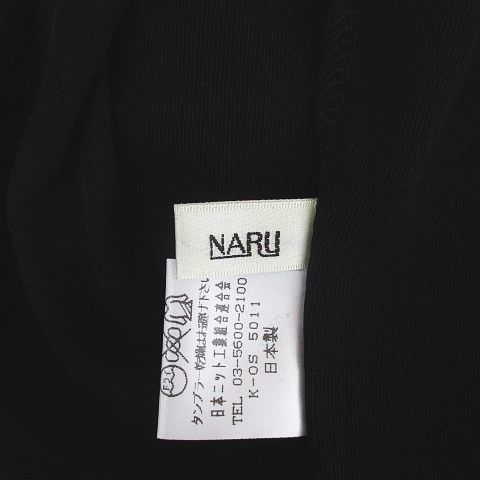 NARU
タンブラー乾燥はお避け下さい
日本ニット工業組合連合会
TEL 03-5600-2100
K-OS 5011
日本製